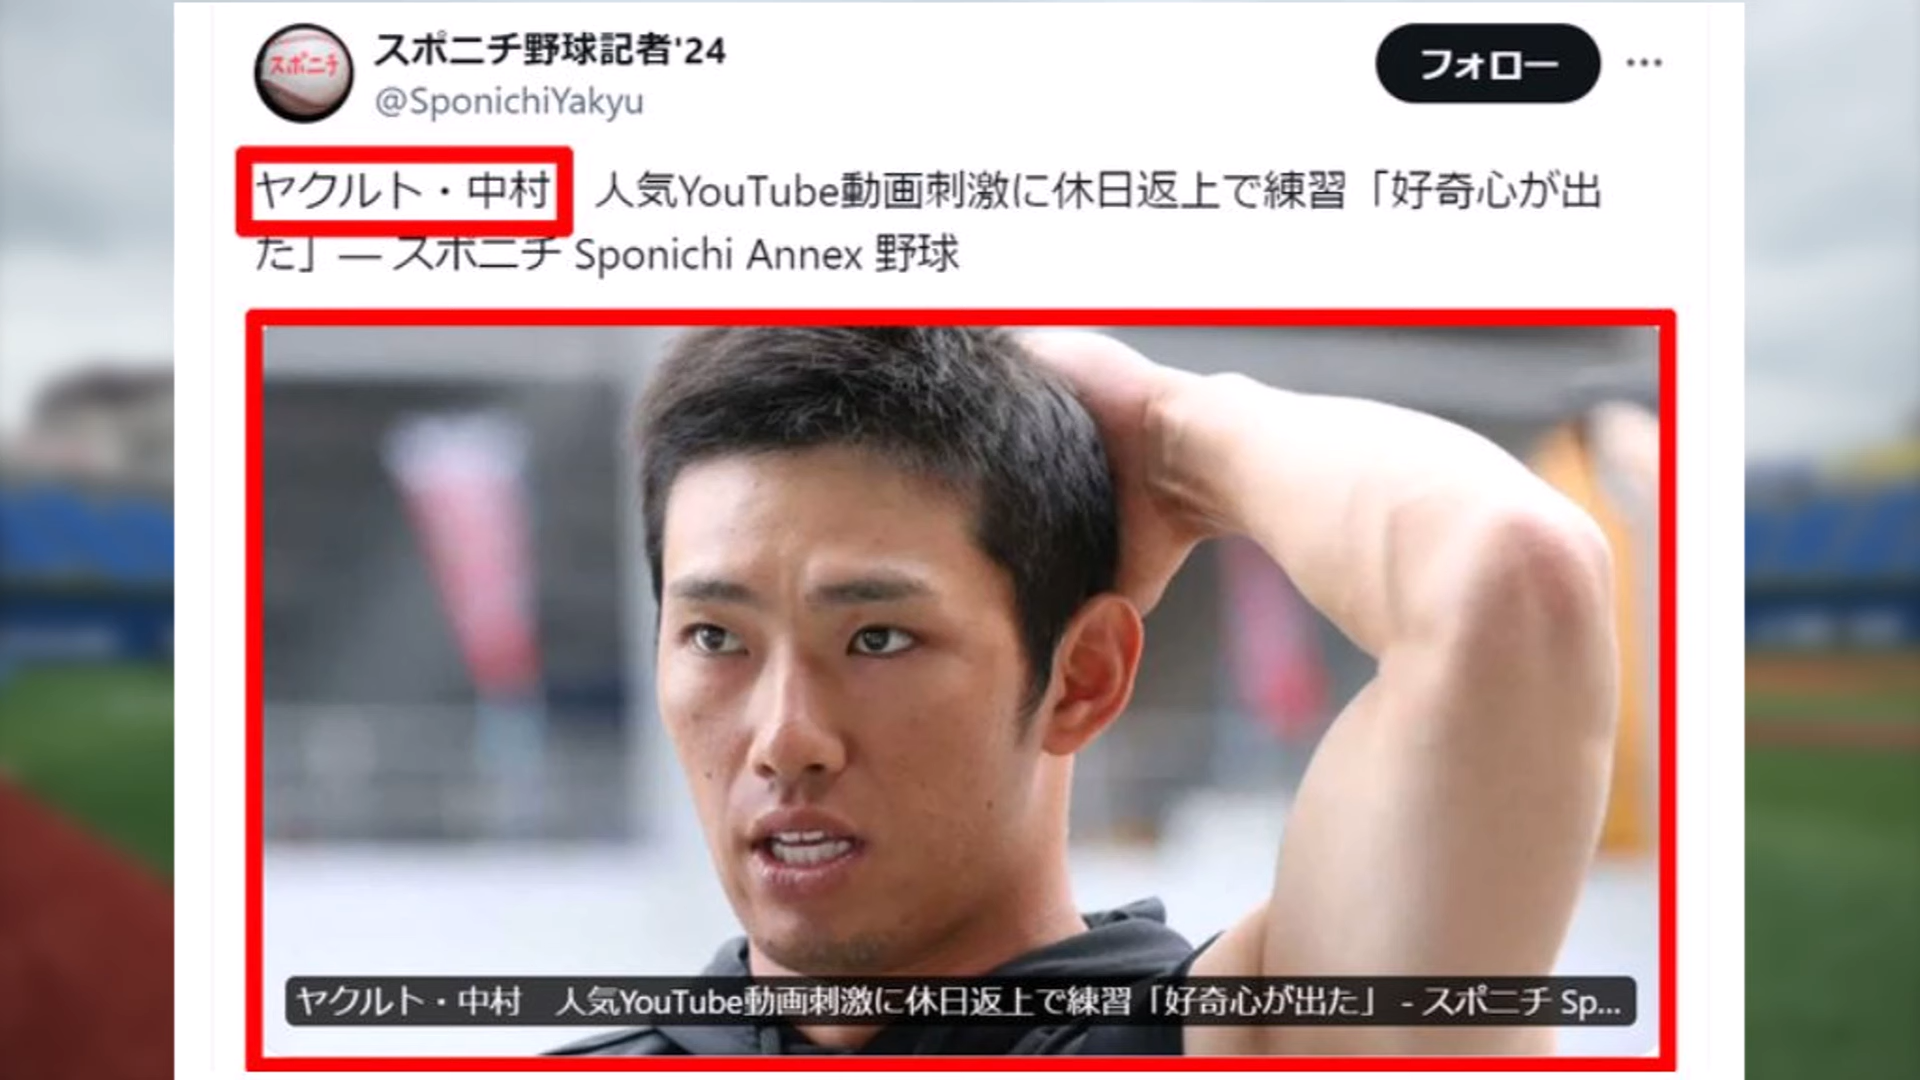 スポニチ
スポニチ野球記者'24
@SponichiYakyu
フォロー
ヤクルト・中村 人気YouTube動画刺激に休日返上で練習「好奇心が出
た」— スポニチ Sponichi Annex 野球
ヤクルト・中村 人気YouTube動画刺激に休日返上で練習「好奇心が出た」 - スポニチ Sp...